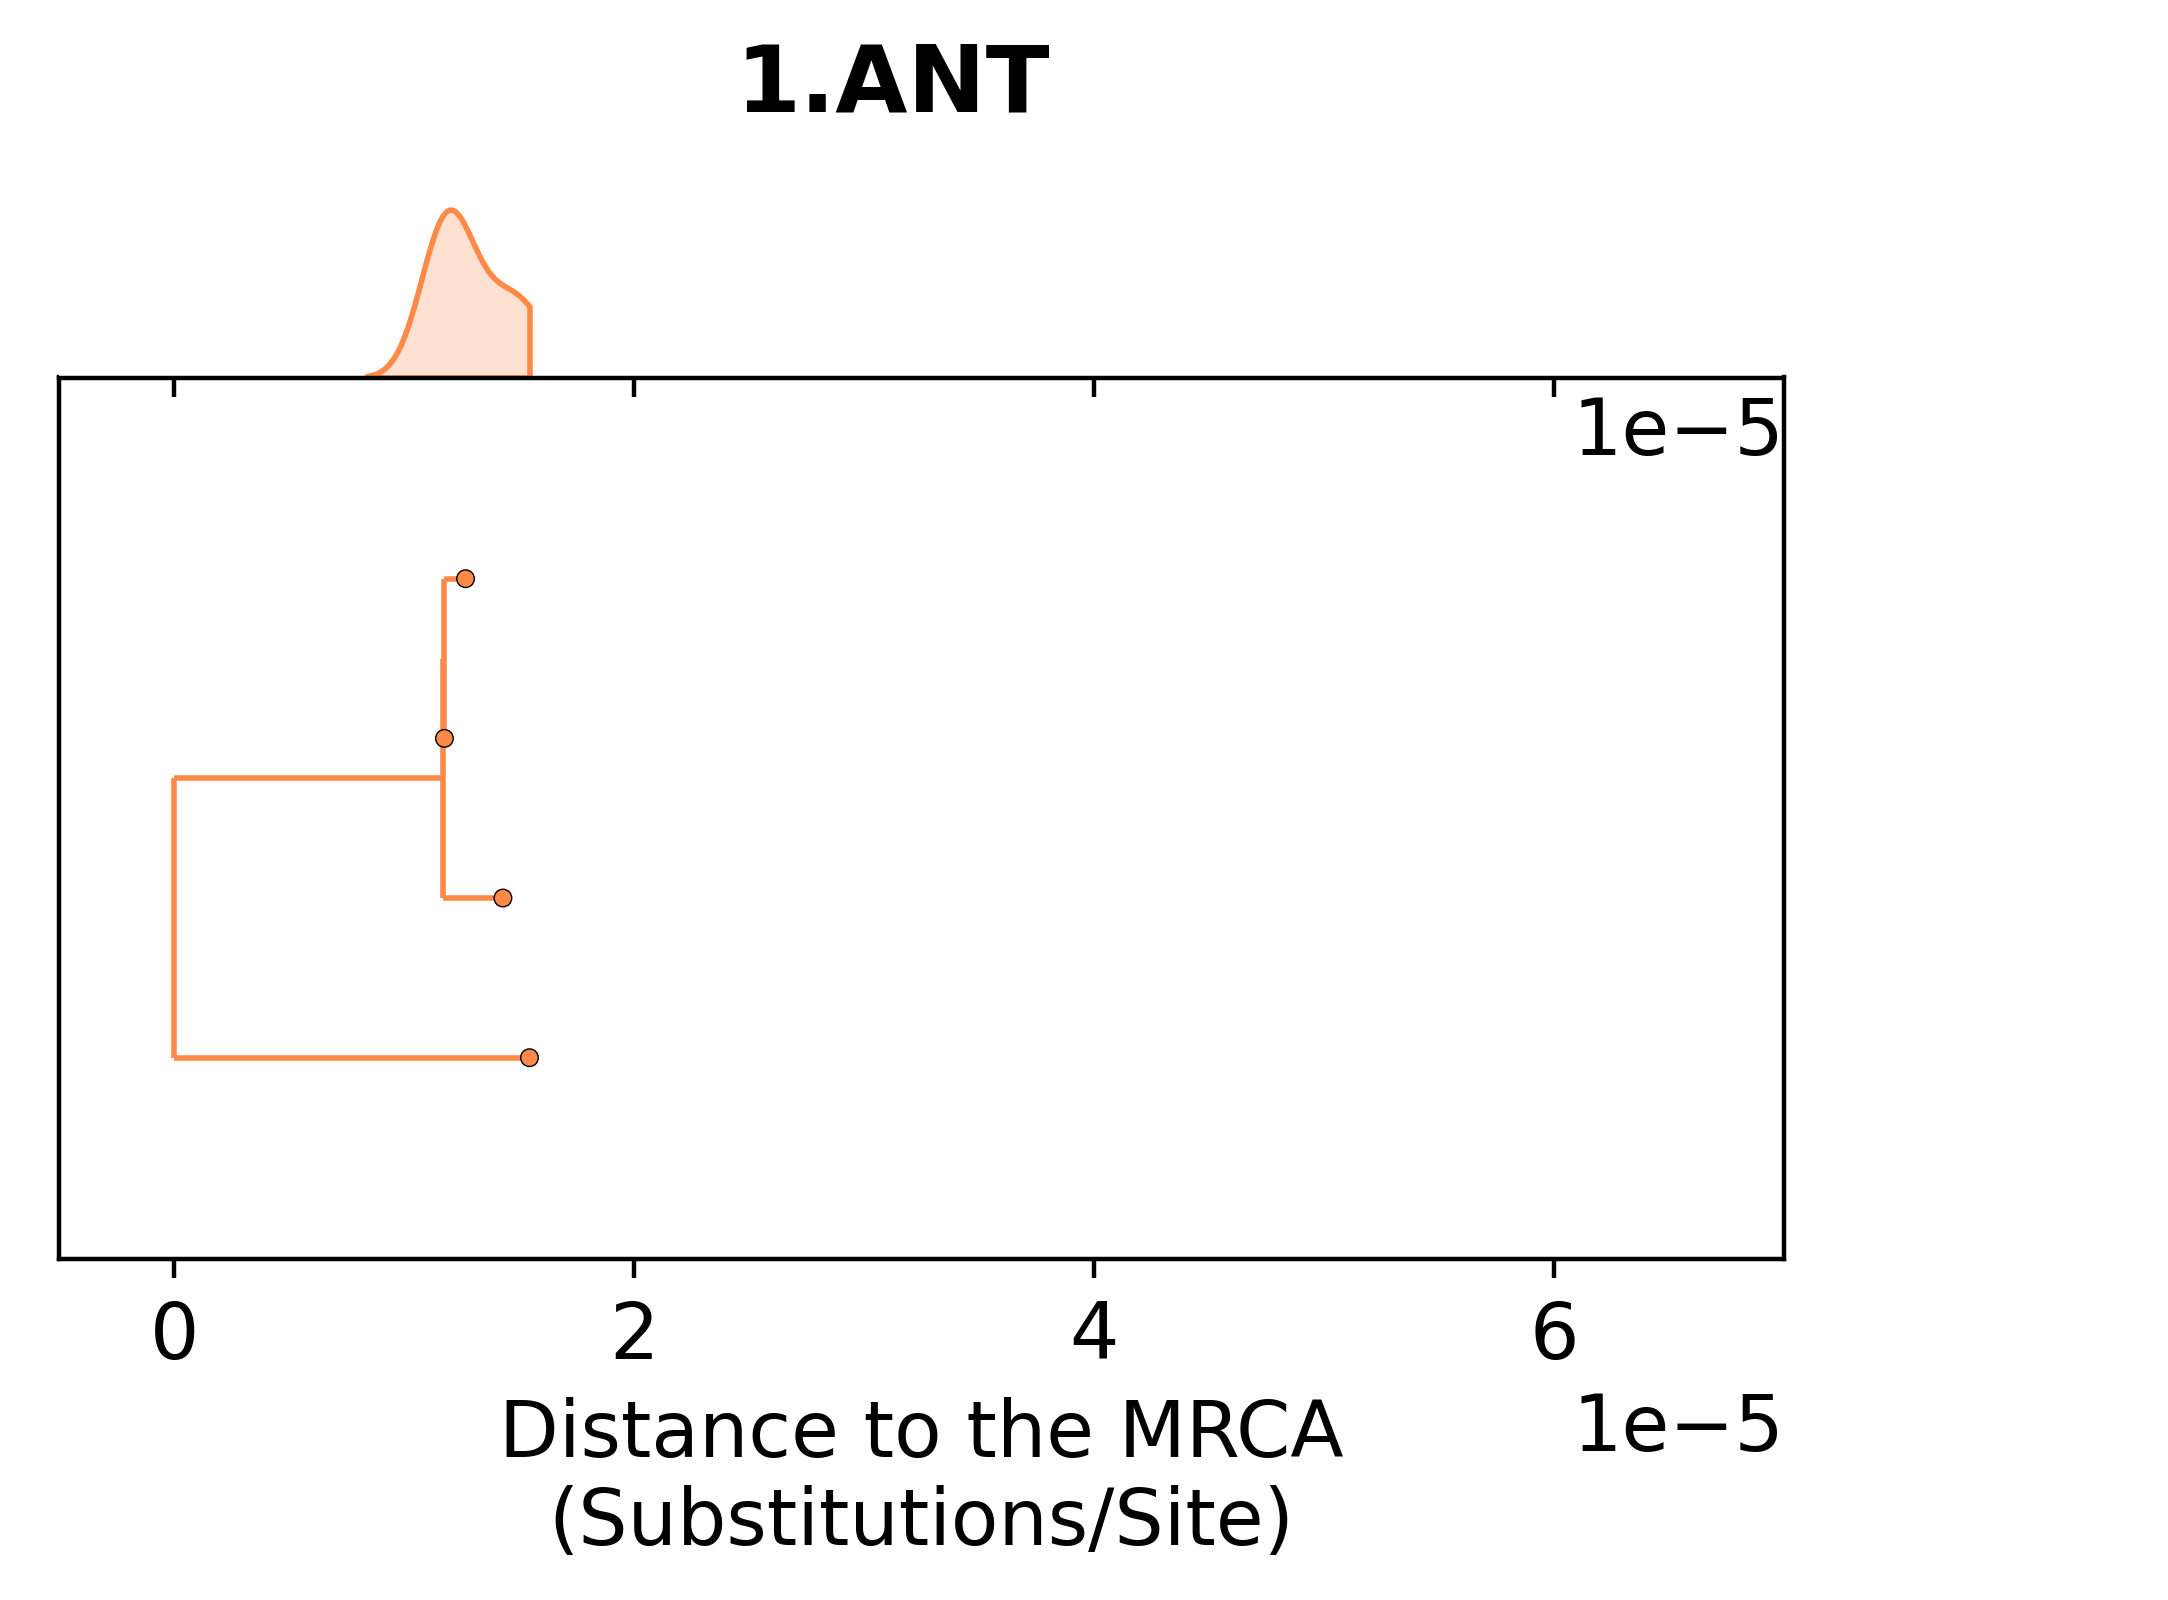 1.ANT
1e−5
0 2 4 6
Distance to the MRCA
1e−5
(Substitutions/Site)